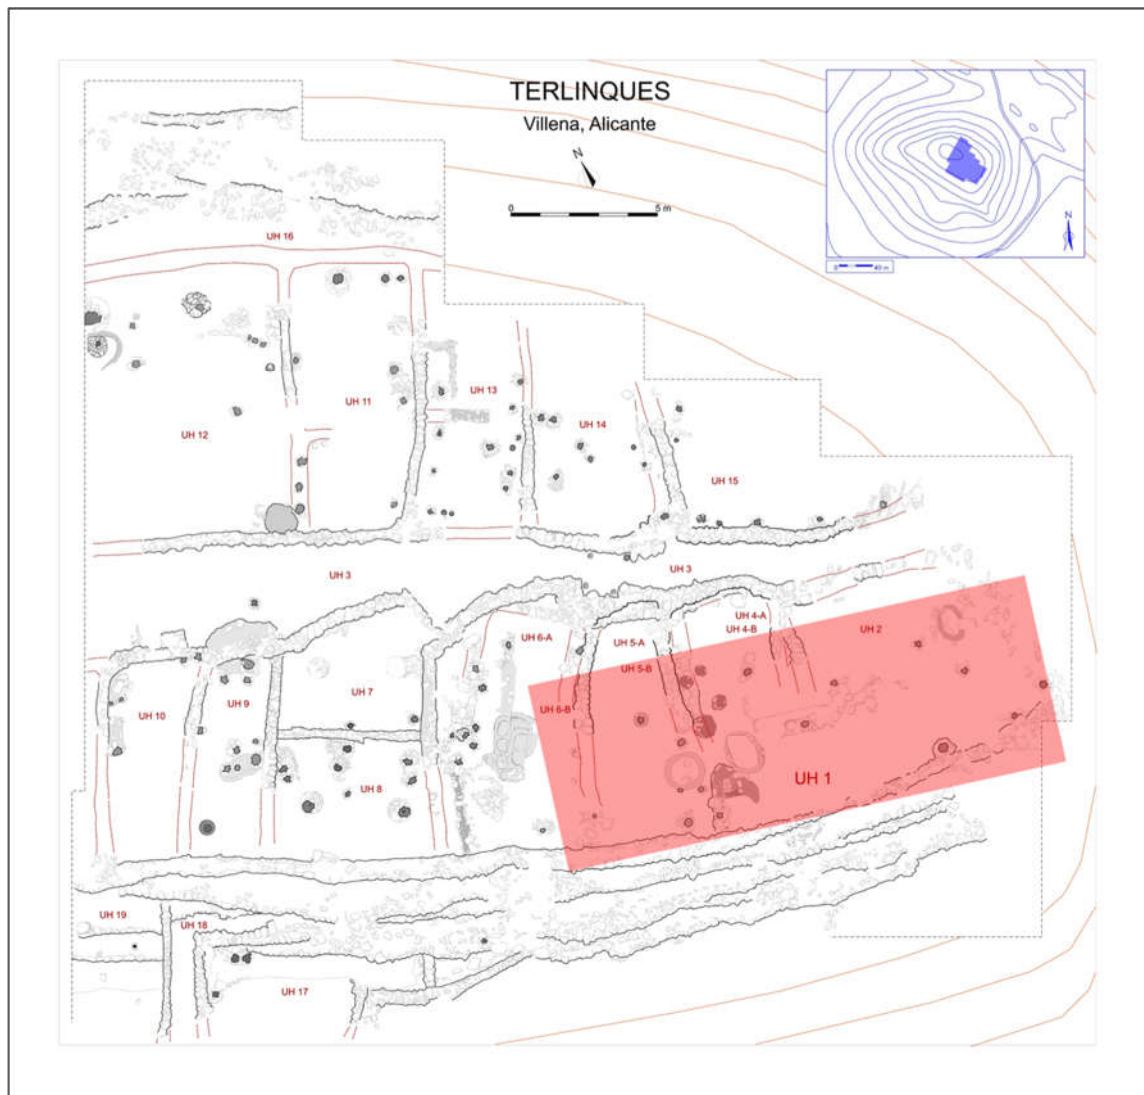 TERLINQUES
Villena, Alicante
N
0 5 m
N
0 40 m
UH 16
UH 13
UH 11
UH 14
UH 12
UH 15
UH 3
UH 3
UH 4-A
UH 4-B
UH 2
UH 6-A
UH 5-A
UH 5-B
UH 7
UH 9
UH 10
UH 6-B
UH 1
UH 8
UH 19
UH 18
UH 17